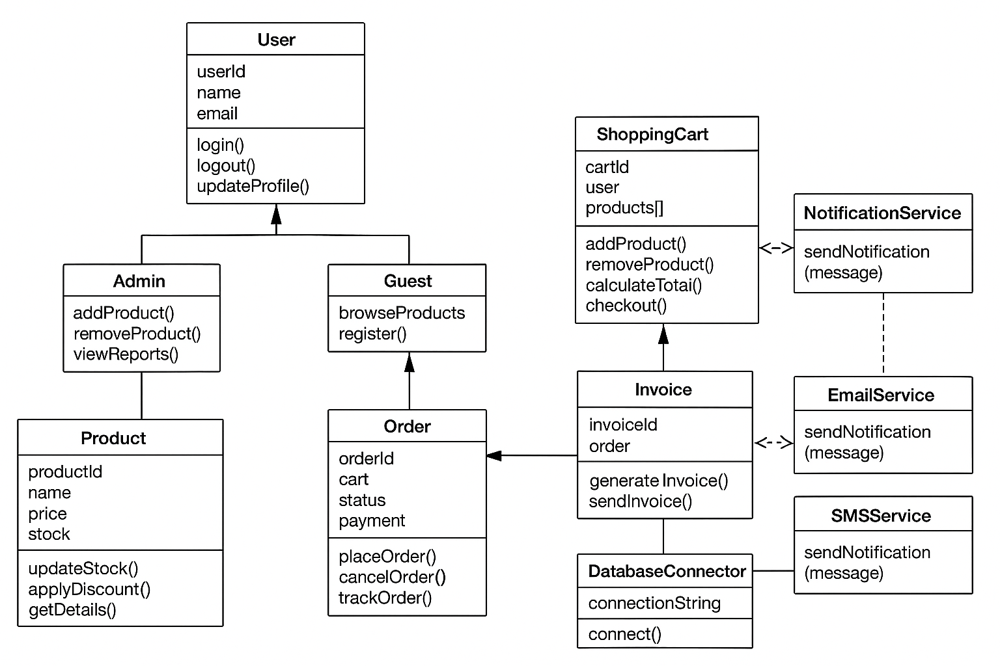 User
userId
name
email
login()
logout()
updateProfile()
Admin
addProduct()
removeProduct()
viewReports()
Guest
browseProducts
register()
Product
productId
name
price
stock
updateStock()
applyDiscount()
getDetails()
Order
orderId
cart
status
payment
placeOrder()
cancelOrder()
trackOrder()
ShoppingCart
cartId
user
products[]
addProduct()
removeProduct()
calculateTotai()
checkout()
Invoice
invoiceId
order
generate Invoice()
sendInvoice()
DatabaseConnector
connectionString
connect()
NotificationService
sendNotification
(message)
EmailService
sendNotification
(message)
SMSService
sendNotification
(message)